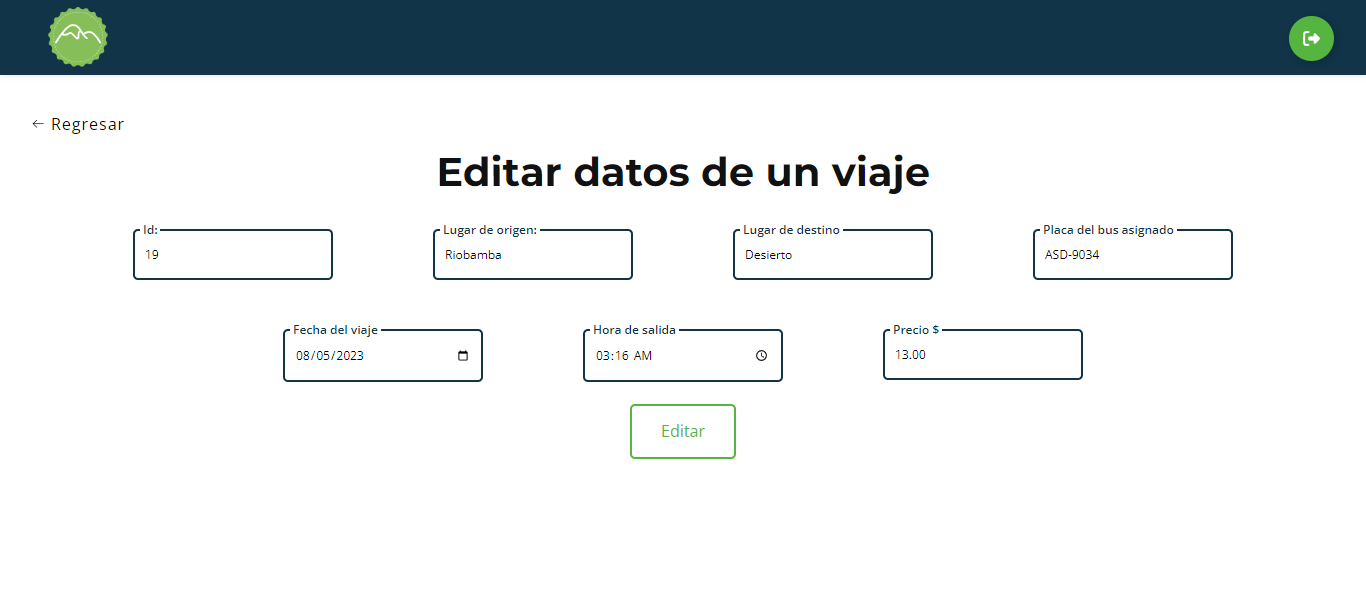 ← Regresar
Editar datos de un viaje
Id:
19
Lugar de origen:
Riobamba
Lugar de destino
Desierto
Placa del bus asignado
ASD-9034
Fecha del viaje
08/05/2023
Hora de salida
03:16 AM
Precio $
13.00
Editar